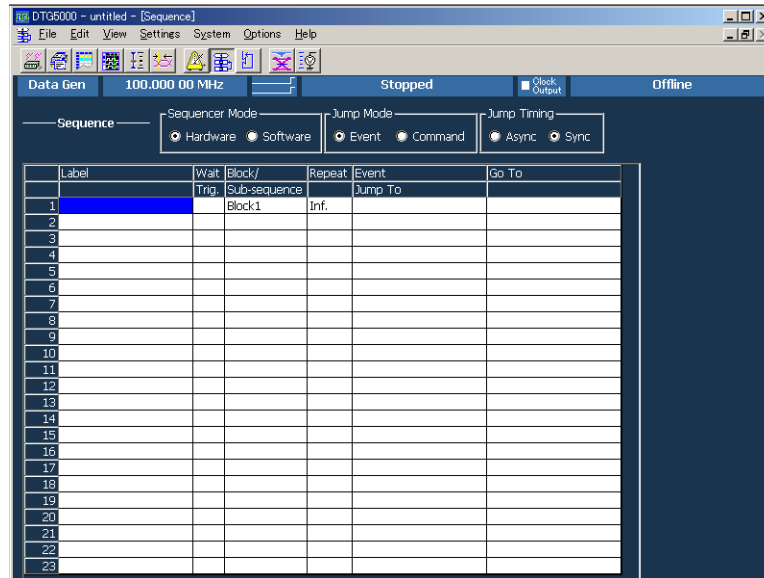 DTG5000 - untitled - [Sequence]
File Edit View Settings System Options Help
Data Gen 100.000 00 MHz Stopped Clock Output Offline
Sequence Sequencer Mode Jump Mode Jump Timing
Hardware Software Event Command Async Sync
Label Wait Block/ Repeat Event Go To
Trig. Sub-sequence Jump To
1 Block1 Inf.
2
3
4
5
6
7
8
9
10
11
12
13
14
15
16
17
18
19
20
21
22
23